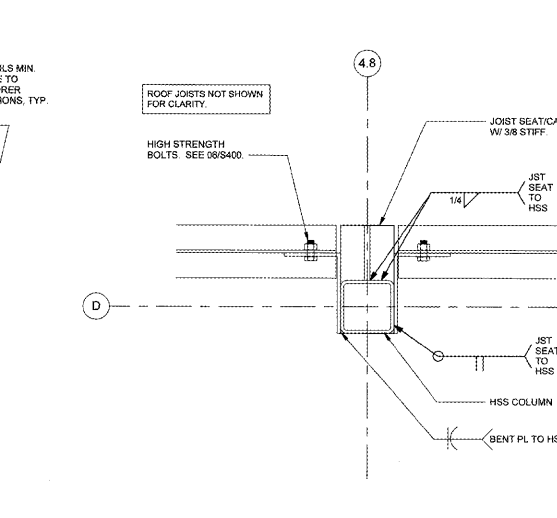 ILS MIN.
TO
RER
IONS, TYP.
4.8
ROOF JOISTS NOT SHOWN
FOR CLARITY.
HIGH STRENGTH
BOLTS. SEE 06/S400.
JOIST SEAT/CA
W/ 3/8 STIFF.
JST
SEAT
TO
HSS
1/4
D
JST
SEAT
TO
HSS
HSS COLUMN
BENT PL TO HS